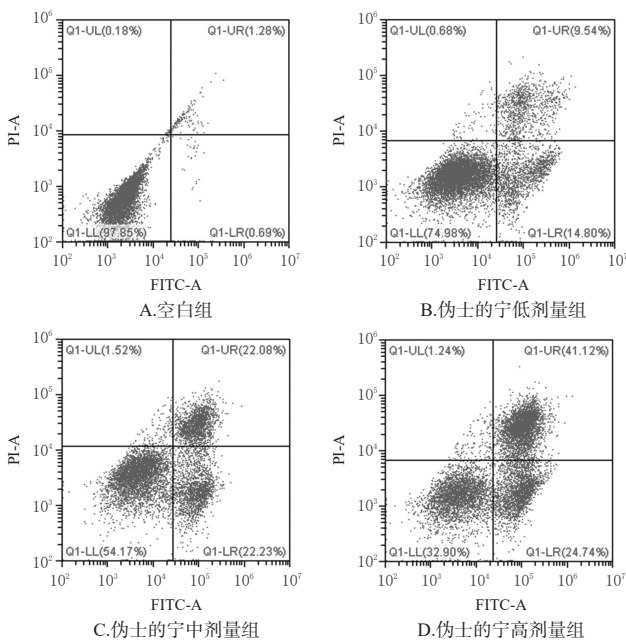 10⁶
Q1-UL(0.18%) Q1-UR(1.28%)
10⁵
10⁴
10³
10²
Q1-LL(97.85%) Q1-LR(0.69%)
10² 10³ 10⁴ 10⁵ 10⁶ 10⁷
PI-A
FITC-A
A.空白组
10⁶
Q1-UL(0.68%) Q1-UR(9.54%)
10⁵
10⁴
10³
10²
Q1-LL(74.98%) Q1-LR(14.80%)
10² 10³ 10⁴ 10⁵ 10⁶ 10⁷
PI-A
FITC-A
B.伪士的宁低剂量组
10⁶
Q1-UL(1.52%) Q1-UR(22.08%)
10⁵
10⁴
10³
10²
Q1-LL(54.17%) Q1-LR(22.23%)
10² 10³ 10⁴ 10⁵ 10⁶ 10⁷
PI-A
FITC-A
C.伪士的宁中剂量组
10⁶
Q1-UL(1.24%) Q1-UR(41.12%)
10⁵
10⁴
10³
10²
Q1-LL(32.90%) Q1-LR(24.74%)
10² 10³ 10⁴ 10⁵ 10⁶ 10⁷
PI-A
FITC-A
D.伪士的宁高剂量组